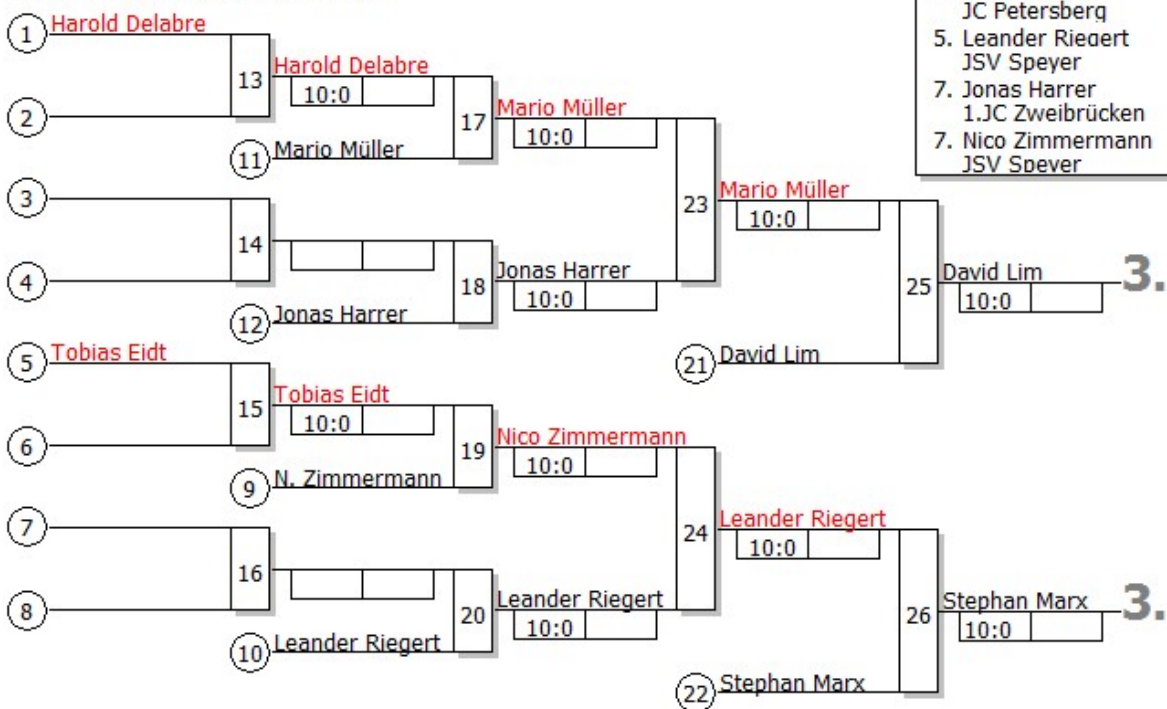 JC Petersberg
5. Leander Riegert
JSV Speyer
7. Jonas Harrer
1.JC Zweibrücken
7. Nico Zimmermann
JSV Speyer
1 Harold Delabre
13 Harold Delabre
10:0
2
17 Mario Müller
10:0
11 Mario Müller
3
23 Mario Müller
10:0
14
4
18 Jonas Harrer
10:0
12 Jonas Harrer
25 David Lim 3.
10:0
5 Tobias Eidt
21 David Lim
15 Tobias Eidt
10:0
6
19 Nico Zimmermann
10:0
9 N. Zimmermann
7
24 Leander Riegert
10:0
16
8
20 Leander Riegert
10:0
10 Leander Riegert
26 Stephan Marx 3.
10:0
22 Stephan Marx